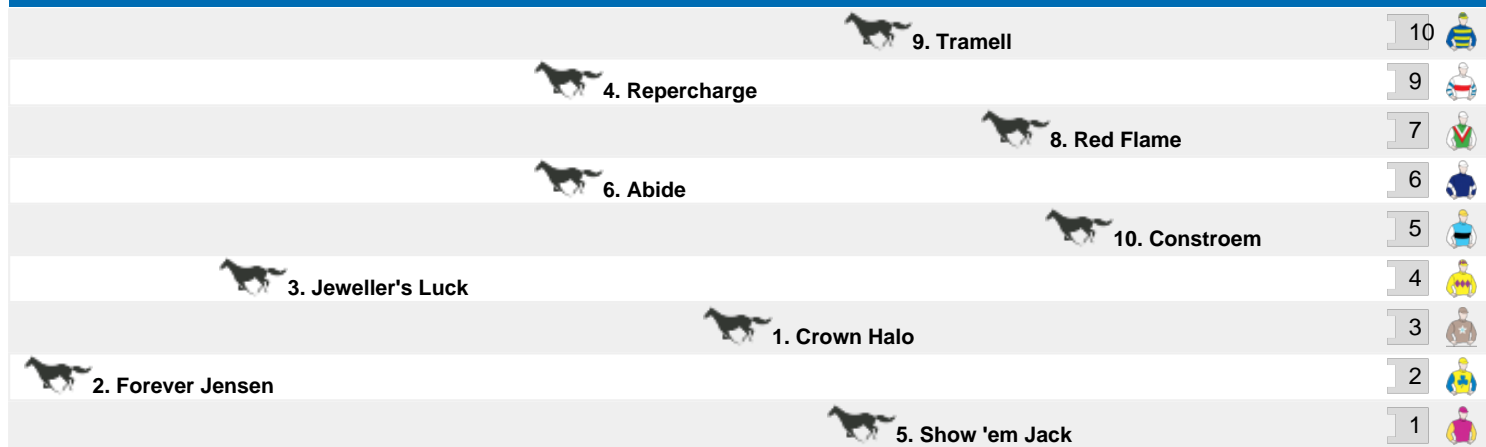 9. Tramell 10
4. Repercharge 9
8. Red Flame 7
6. Abide 6
10. Constroem 5
3. Jeweller's Luck 4
1. Crown Halo 3
2. Forever Jensen 2
5. Show 'em Jack 1